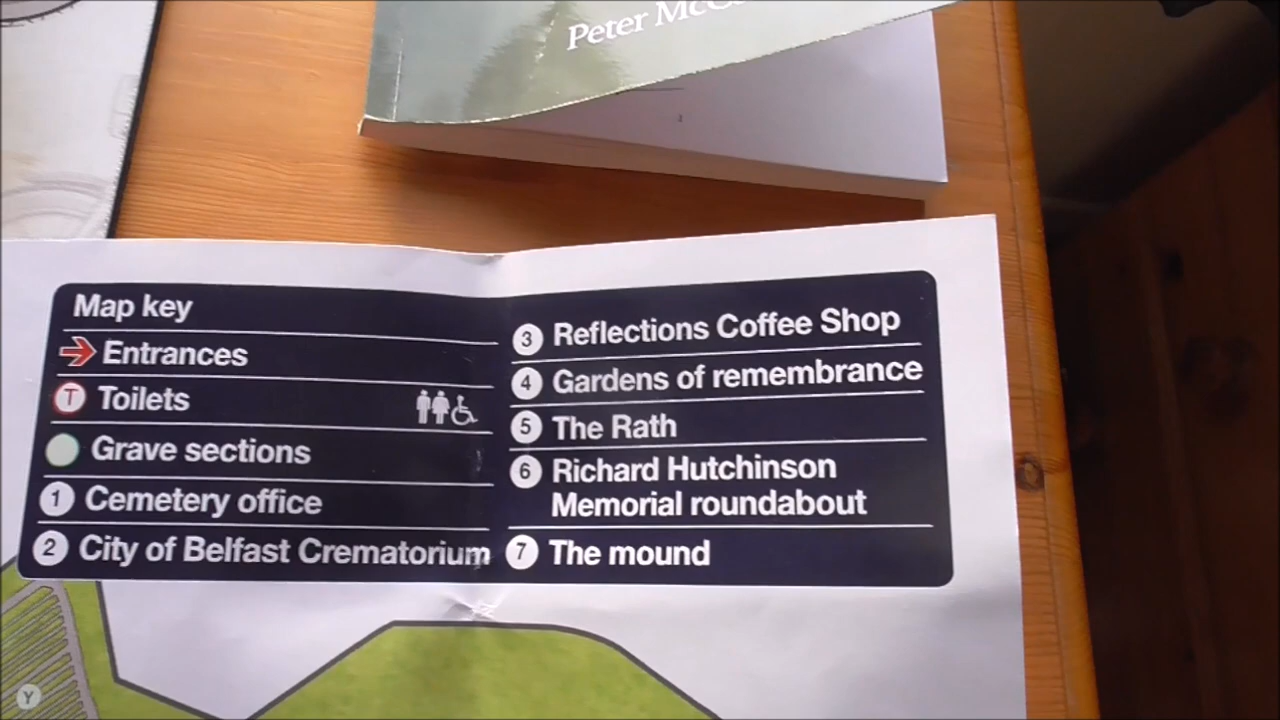 Peter
Map key
Entrances
T Toilets
Grave sections
1 Cemetery office
2 City of Belfast Crematorium
3 Reflections Coffee Shop
4 Gardens of remembrance
5 The Rath
6 Richard Hutchinson
Memorial roundabout
7 The mound
Y